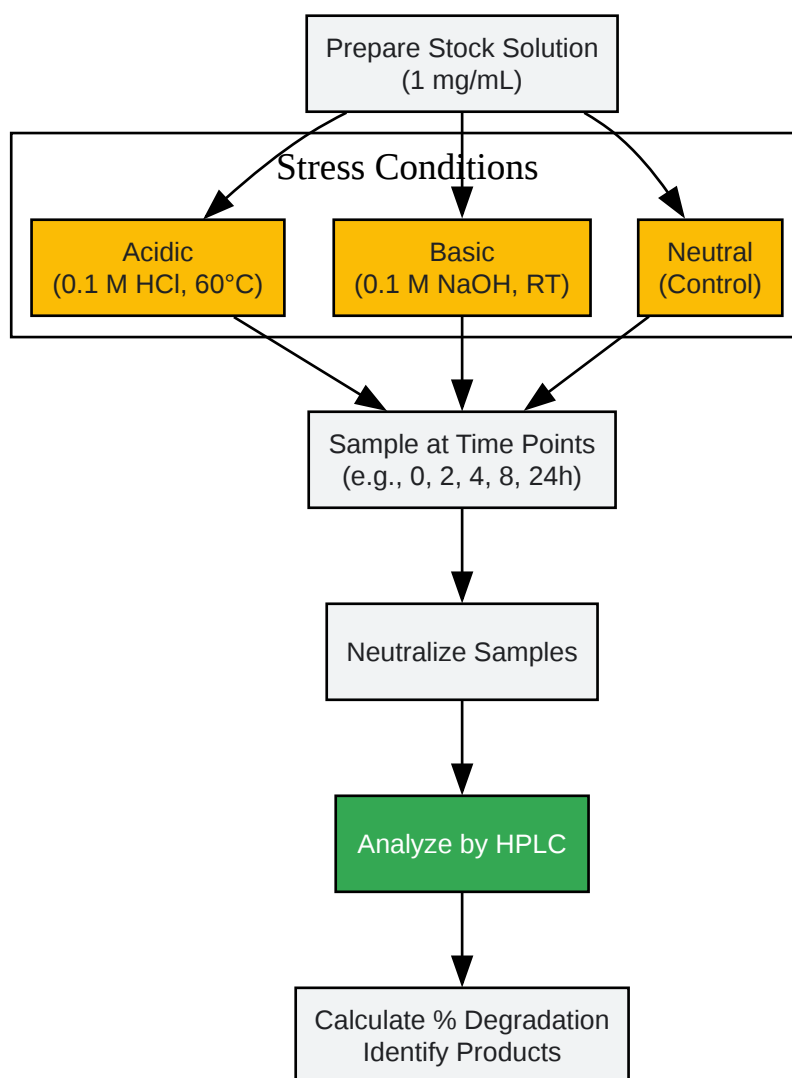 Prepare Stock Solution
(1 mg/mL)
Stress Conditions
Acidic
(0.1 M HCl, 60°C)
Basic
(0.1 M NaOH, RT)
Neutral
(Control)
Sample at Time Points
(e.g., 0, 2, 4, 8, 24h)
Neutralize Samples
Analyze by HPLC
Calculate % Degradation
Identify Products